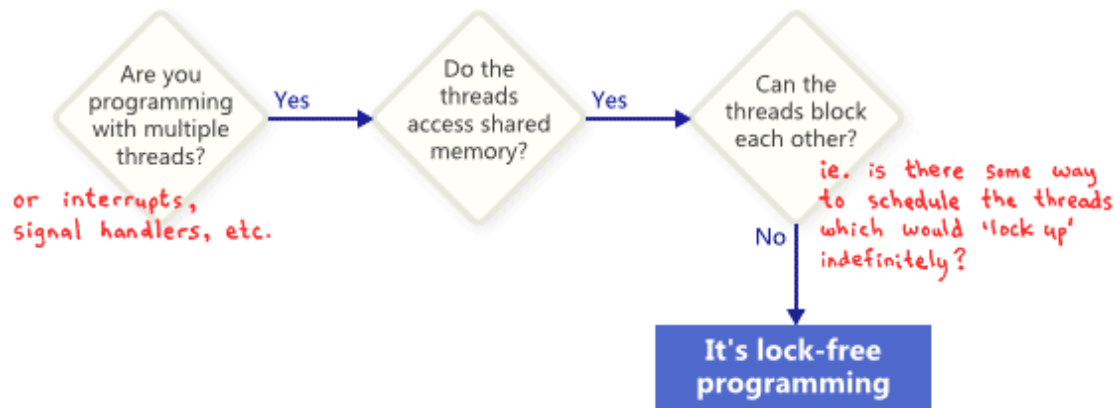 Are you
programming
with multiple
threads?
Yes
or interrupts,
signal handlers, etc.
Do the
threads
access shared
memory?
Yes
Can the
threads block
each other?
ie. is there some way
to schedule the threads
which would 'lock up'
indefinitely?
No
It's lock-free
programming